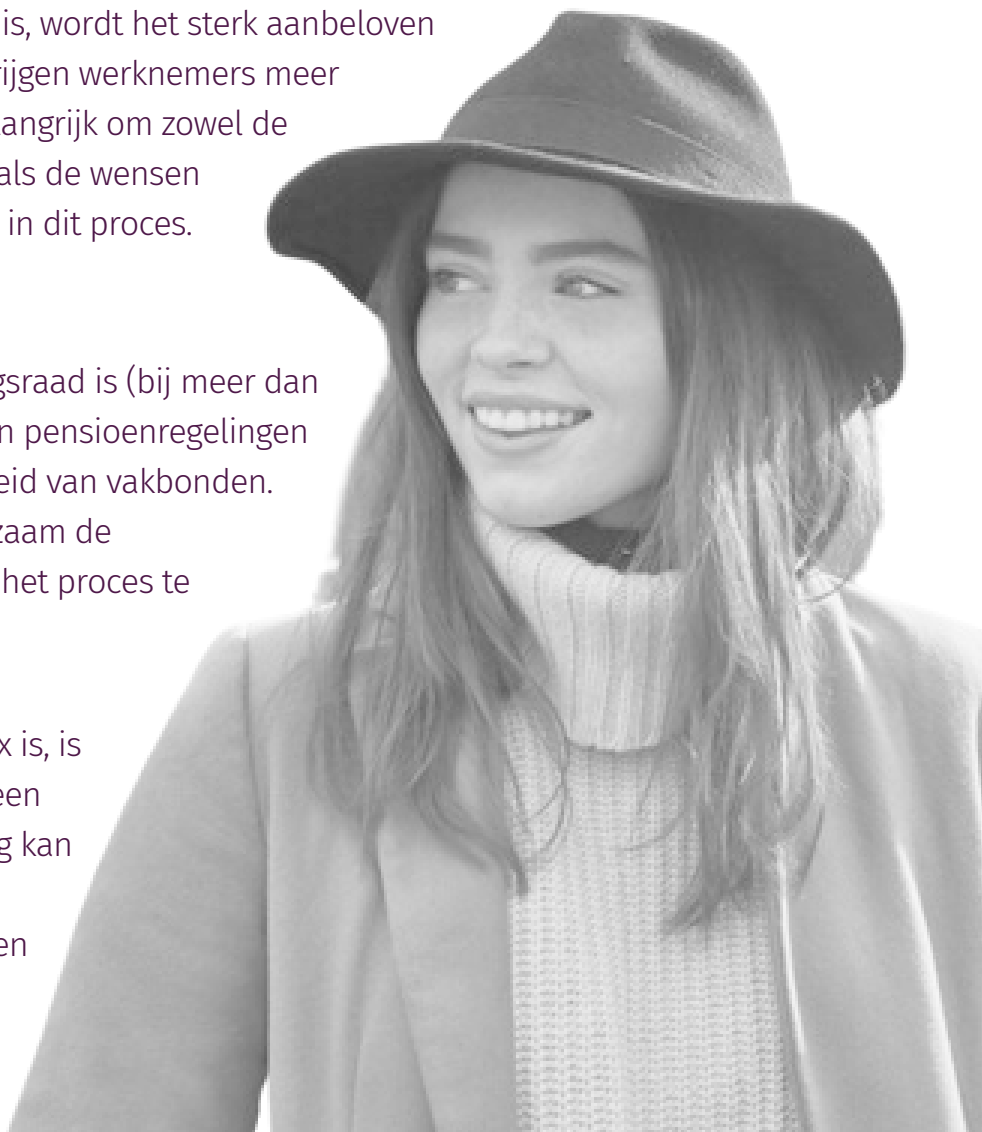 is, wordt het sterk aanbeloven
rijgen werknemers meer
angrijk om zowel de
als de wensen
in dit proces.
gsraad is (bij meer dan
n pensioenregelingen
eid van vakbonden.
zaam de
het proces te
x is, is
een
g kan
en